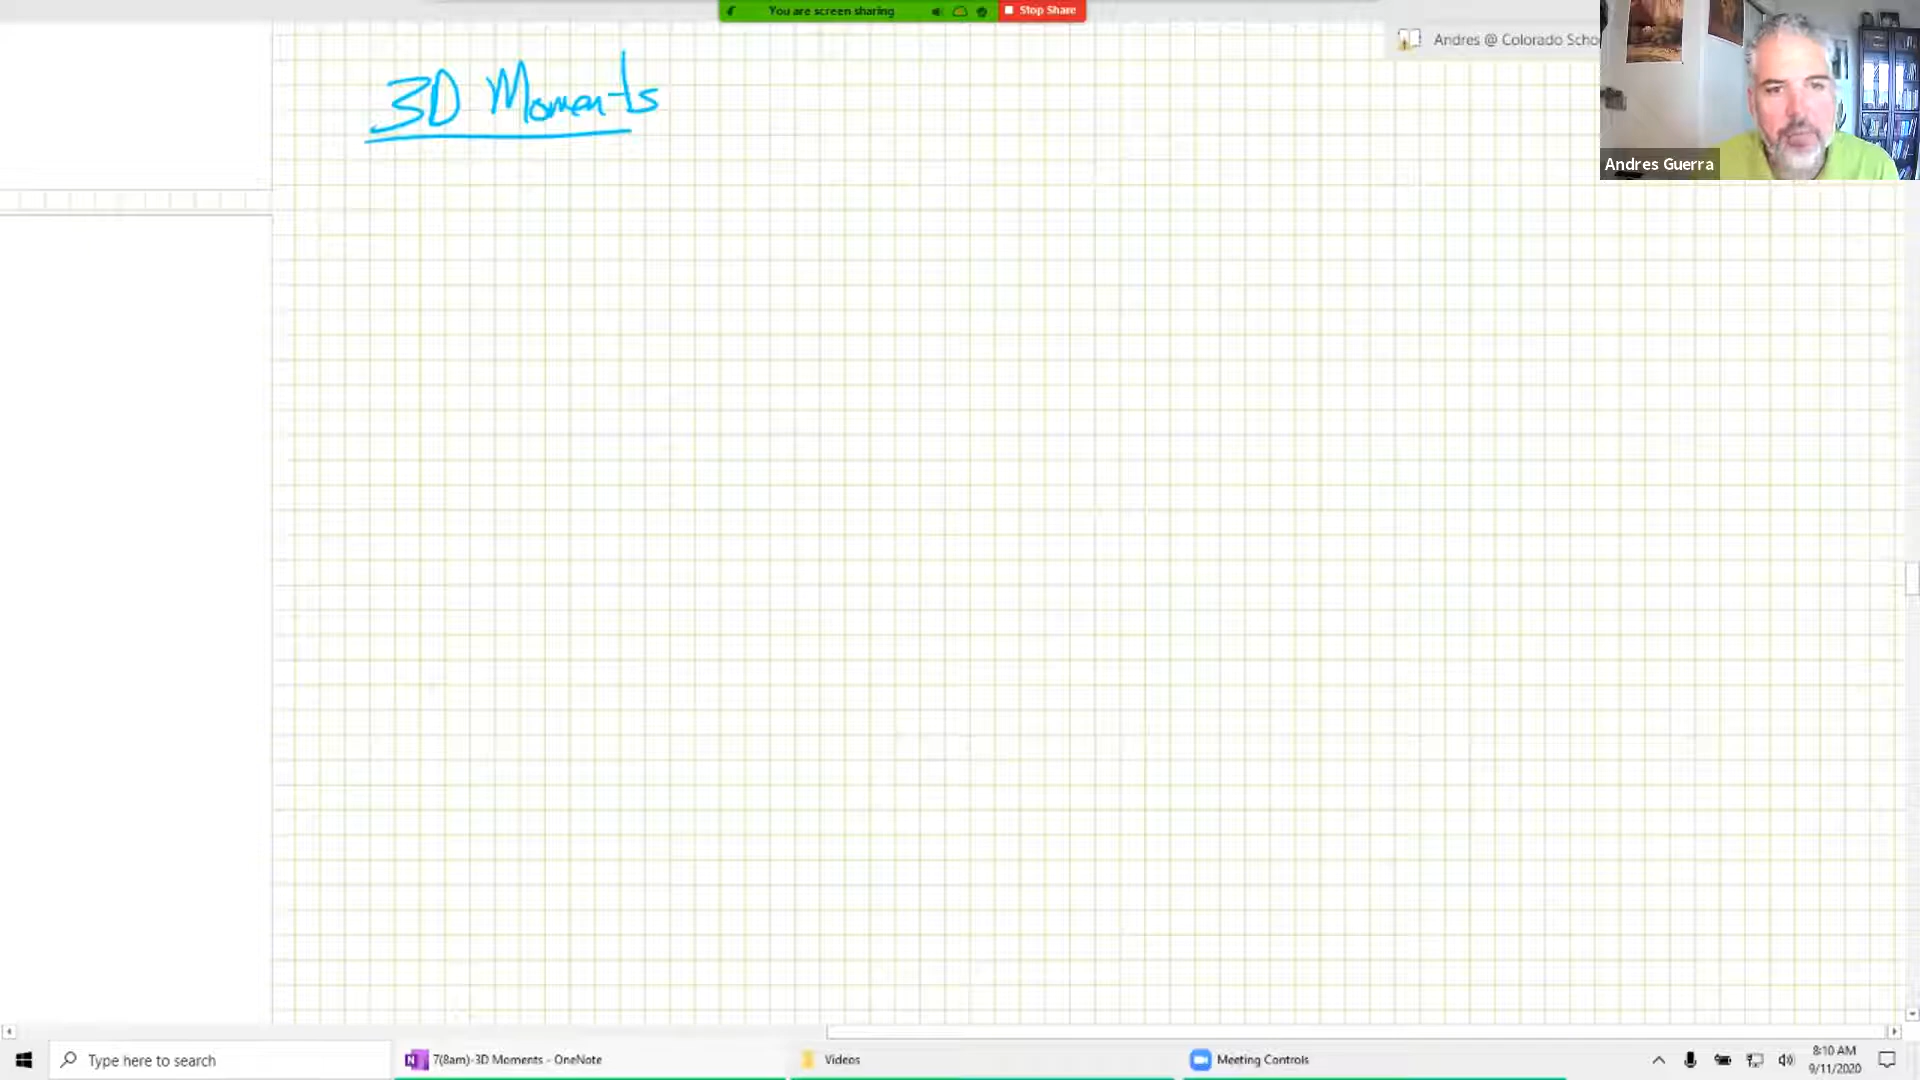 You are screen sharing
Stop Share
Andres @ Colorado Scho
3D Moments
Andres Guerra
Type here to search
7(8am)-3D Moments - OneNote
Videos
Meeting Controls
8:10 AM
9/11/2020